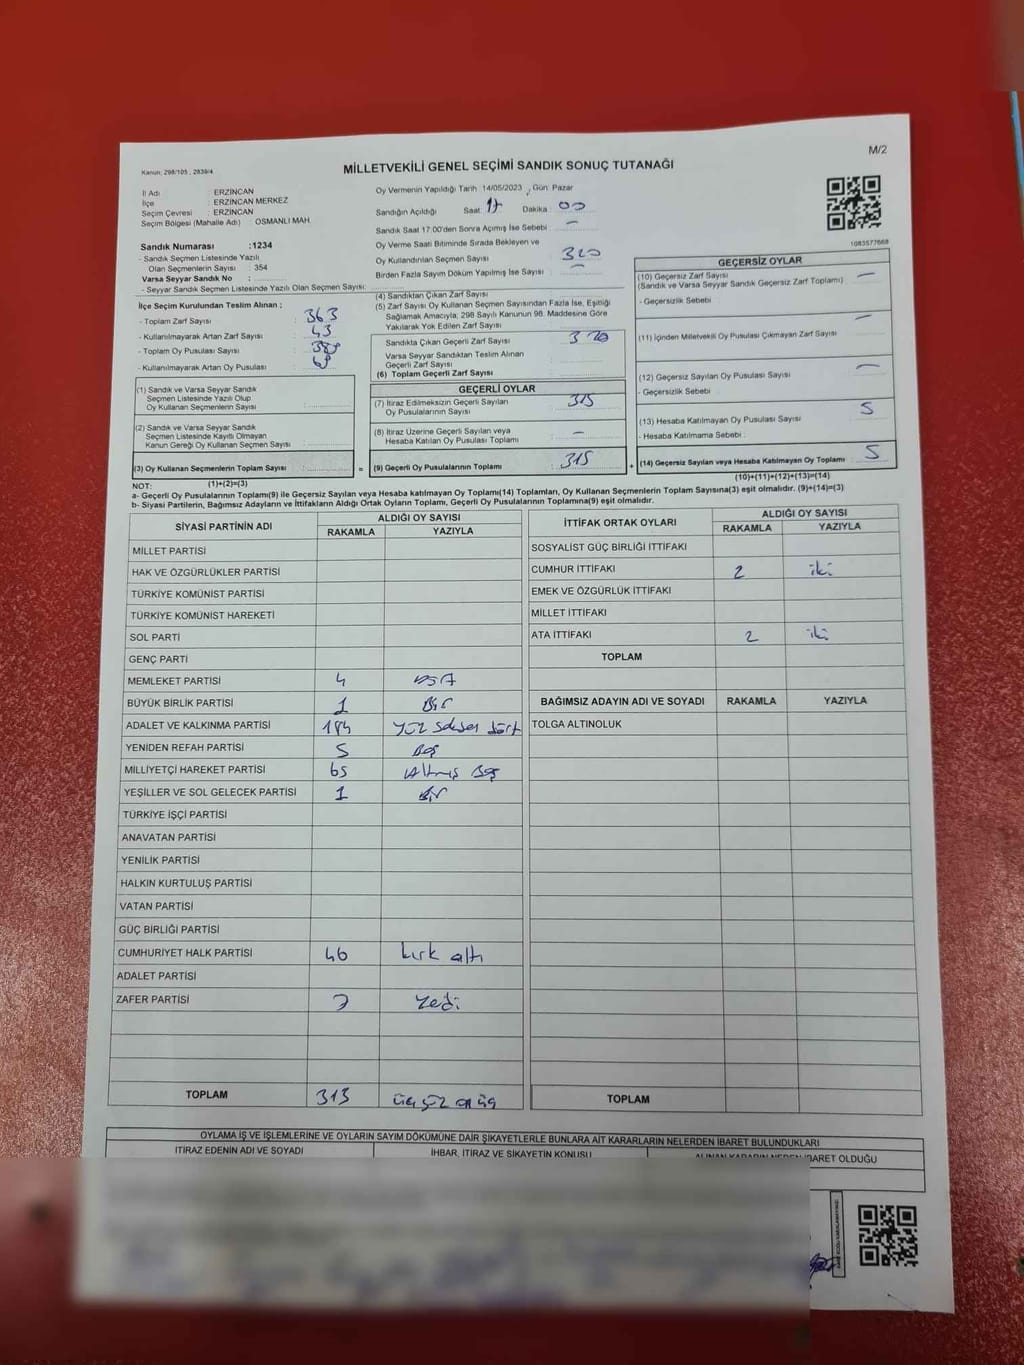 M/2
Kanun: 298/105 , 2839/4
MİLLETVEKİLİ GENEL SEÇİMİ SANDIK SONUÇ TUTANAĞI
İl Adı : ERZİNCAN
İlçe : ERZİNCAN MERKEZ
Seçim Çevresi : ERZİNCAN
Seçim Bölgesi (Mahalle Adı) : OSMANLI MAH.
Sandık Numarası : 1234
- Sandık Seçmen Listesinde Yazılı
Olan Seçmenlerin Sayısı : 354
Varsa Seyyar Sandık No :
- Seyyar Sandık Seçmen Listesinde Yazılı Olan Seçmen Sayısı:
Oy Vermenin Yapıldığı Tarih 14/05/2023 , Gün: Pazar
Sandığın Açıldığı Saat 17 Dakika 00
Sandık Saat 17:00'den Sonra Açımış İse Sebebi : —
Oy Verme Saati Bitiminde Sırada Bekleyen ve
Oy Kullandırılan Seçmen Sayısı 320
Birden Fazla Sayım Döküm Yapılmış İse Sayısı : —
1083577668
İlçe Seçim Kurulundan Teslim Alınan ;
- Toplam Zarf Sayısı : 363
- Kullanılmayarak Artan Zarf Sayısı : 43
- Toplam Oy Pusulası Sayısı :
- Kullanılmayarak Artan Oy Pusulası :
(1) Sandık ve Varsa Seyyar Sandık
Seçmen Listesinde Yazılı Olup
Oy Kullanan Seçmenlerin Sayısı :
(2) Sandık ve Varsa Seyyar Sandık
Seçmen Listesinde Kayıtlı Olmayan
Kanun Gereği Oy Kullanan Seçmen Sayısı :
(3) Oy Kullanan Seçmenlerin Toplam Sayısı :
(1)+(2)=(3)
(4) Sandıktan Çıkan Zarf Sayısı
(5) Zarf Sayısı Oy Kullanan Seçmen Sayısından Fazla İse, Eşitliği
Sağlamak Amacıyla, 298 Sayılı Kanunun 98. Maddesine Göre
Yakılarak Yok Edilen Zarf Sayısı :
Sandıkta Çıkan Geçerli Zarf Sayısı : 320
Varsa Seyyar Sandıktan Teslim Alınan
Geçerli Zarf Sayısı :
(6) Toplam Geçerli Zarf Sayısı :
GEÇERLİ OYLAR
(7) İtiraz Edilmeksizin Geçerli Sayılan
Oy Pusulalarının Sayısı : 315
(8) İtiraz Üzerine Geçerli Sayılan veya
Hesaba Katılan Oy Pusulası Toplamı : —
= (9) Geçerli Oy Pusulalarının Toplamı : 315 +
GEÇERSİZ OYLAR
(10) Geçersiz Zarf Sayısı : —
(Sandık ve Varsa Seyyar Sandık Geçersiz Zarf Toplamı)
- Geçersizlik Sebebi :
(11) İçinden Milletvekili Oy Pusulası Çıkmayan Zarf Sayısı : —
(12) Geçersiz Sayılan Oy Pusulası Sayısı : —
- Geçersizlik Sebebi :
(13) Hesaba Katılmayan Oy Pusulası Sayısı : 5
- Hesaba Katılmama Sebebi :
(14) Geçersiz Sayılan veya Hesaba Katılmayan Oy Toplamı : 5
(10)+(11)+(12)+(13)=(14)
NOT:
a- Geçerli Oy Pusulalarının Toplamı(9) ile Geçersiz Sayılan veya Hesaba katılmayan Oy Toplamı(14) Toplamları, Oy Kullanan Seçmenlerin Toplam Sayısına(3) eşit olmalıdır. (9)+(14)=(3)
b- Siyasi Partilerin, Bağımsız Adayların ve İttifakların Aldığı Ortak Oyların Toplamı, Geçerli Oy Pusulalarının Toplamına(9) eşit olmalıdır.
SİYASİ PARTİNİN ADI ALDIĞI OY SAYISI
RAKAMLA YAZIYLA
MİLLET PARTİSİ
HAK VE ÖZGÜRLÜKLER PARTİSİ
TÜRKİYE KOMÜNİST PARTİSİ
TÜRKİYE KOMÜNİST HAREKETİ
SOL PARTİ
GENÇ PARTİ
MEMLEKET PARTİSİ 4
BÜYÜK BİRLİK PARTİSİ 1 Bir
ADALET VE KALKINMA PARTİSİ 184 yüz seksen dört
YENİDEN REFAH PARTİSİ 5 Beş
MİLLİYETÇİ HAREKET PARTİSİ 65 Altmış Beş
YEŞİLLER VE SOL GELECEK PARTİSİ 1 Bir
TÜRKİYE İŞÇİ PARTİSİ
ANAVATAN PARTİSİ
YENİLİK PARTİSİ
HALKIN KURTULUŞ PARTİSİ
VATAN PARTİSİ
GÜÇ BİRLİĞİ PARTİSİ
CUMHURİYET HALK PARTİSİ 46 kırk altı
ADALET PARTİSİ
ZAFER PARTİSİ 7 Yedi
TOPLAM 313
İTTİFAK ORTAK OYLARI ALDIĞI OY SAYISI
RAKAMLA YAZIYLA
SOSYALİST GÜÇ BİRLİĞİ İTTİFAKI
CUMHUR İTTİFAKI 2 iki
EMEK VE ÖZGÜRLÜK İTTİFAKI
MİLLET İTTİFAKI
ATA İTTİFAKI 2 iki
TOPLAM
BAĞIMSIZ ADAYIN ADI VE SOYADI RAKAMLA YAZIYLA
TOLGA ALTINOLUK
TOPLAM
OYLAMA İŞ VE İŞLEMLERİNE VE OYLARIN SAYIM DÖKÜMÜNE DAİR ŞİKAYETLERLE BUNLARA AİT KARARLARIN NELERDEN İBARET BULUNDUKLARI
İTİRAZ EDENİN ADI VE SOYADI İHBAR, İTİRAZ VE ŞİKAYETİN KONUSU ALINAN KARARIN NEDEN İBARET OLDUĞU